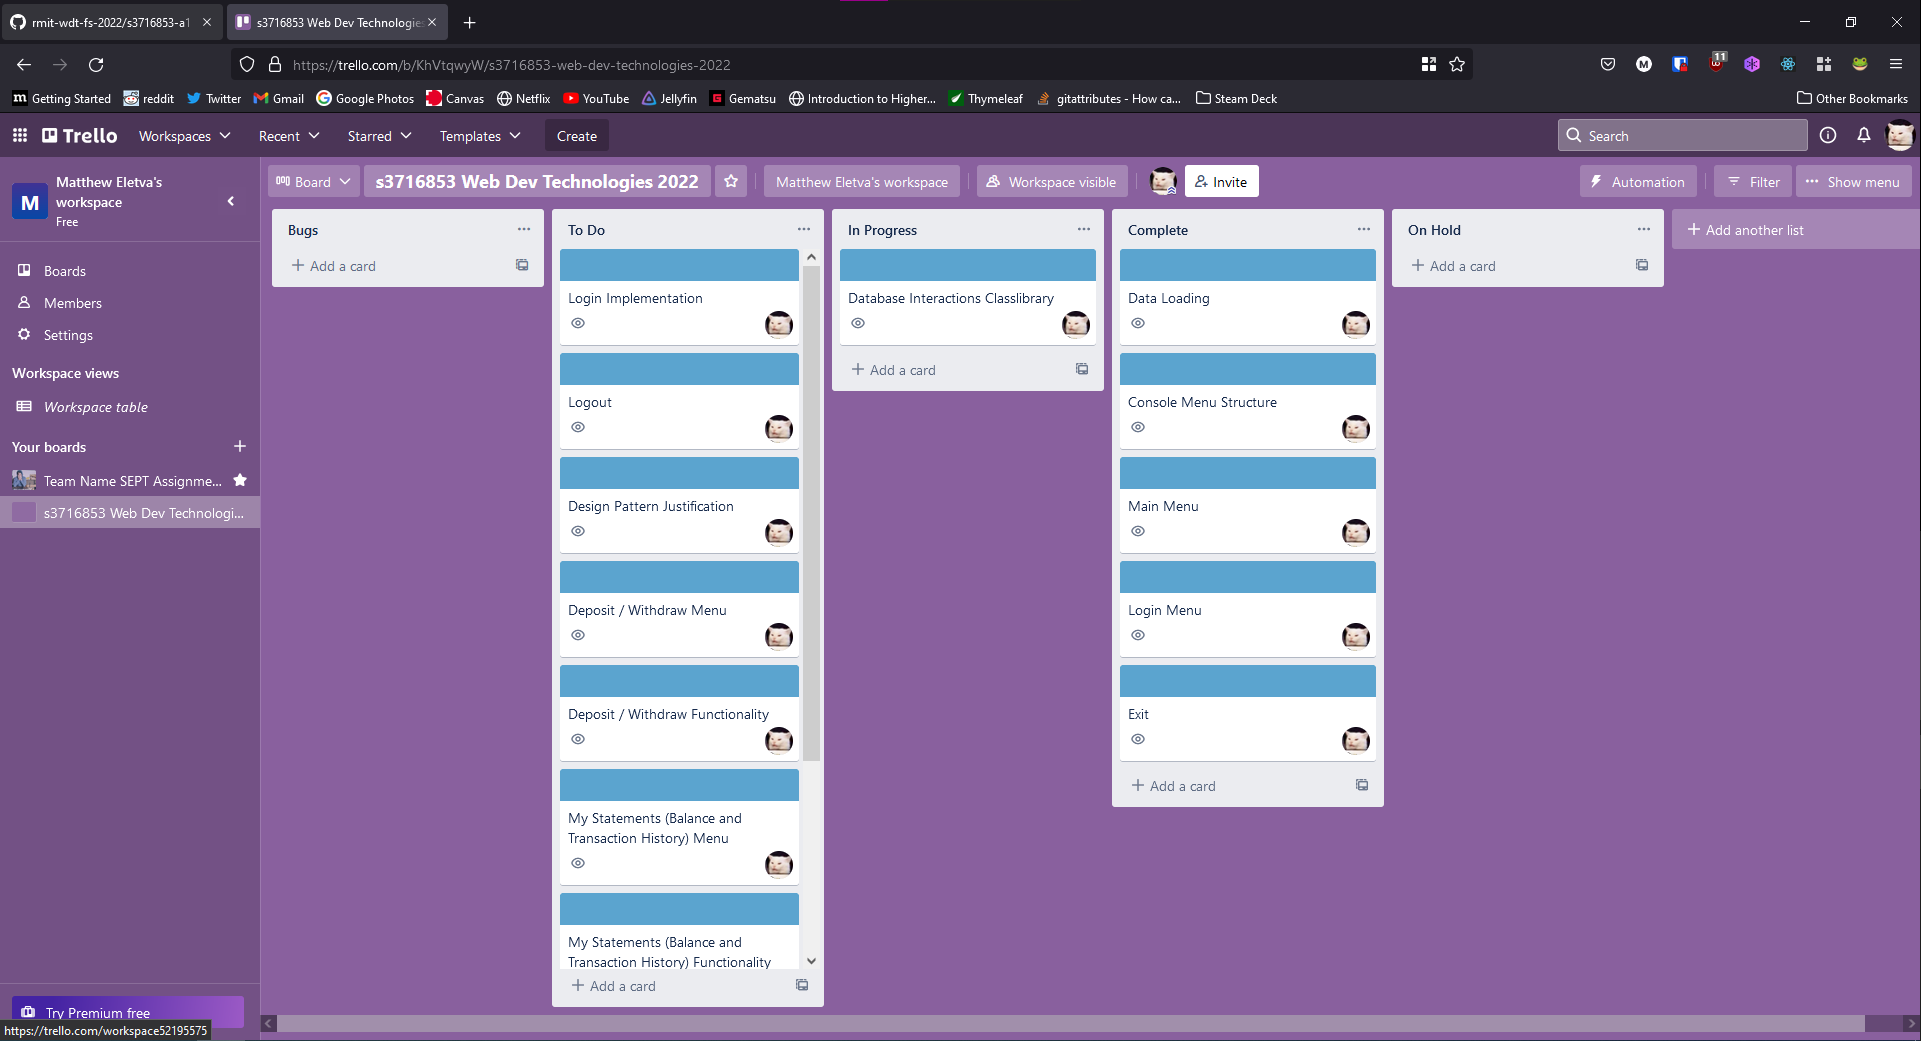 rmit-wdt-fs-2022/s3716853-a1
s3716853 Web Dev Technologies
https://trello.com/b/KhVtqwyW/s3716853-web-dev-technologies-2022
11
Getting Started
reddit
Twitter
Gmail
Google Photos
Canvas
Netflix
YouTube
Jellyfin
Gematsu
Introduction to Higher...
Thymeleaf
gitattributes - How ca...
Steam Deck
Other Bookmarks
Trello
Workspaces
Recent
Starred
Templates
Create
Search
M
Matthew Eletva's
workspace
Free
Board
s3716853 Web Dev Technologies 2022
Matthew Eletva's workspace
Workspace visible
Invite
Automation
Filter
Show menu
Boards
Members
Settings
Workspace views
Workspace table
Your boards
Team Name SEPT Assignme...
s3716853 Web Dev Technologi...
Try Premium free
https://trello.com/workspace52195575
Bugs
Add a card
To Do
Login Implementation
Logout
Design Pattern Justification
Deposit / Withdraw Menu
Deposit / Withdraw Functionality
My Statements (Balance and
Transaction History) Menu
My Statements (Balance and
Transaction History) Functionality
Add a card
In Progress
Database Interactions Classlibrary
Add a card
Complete
Data Loading
Console Menu Structure
Main Menu
Login Menu
Exit
Add a card
On Hold
Add a card
Add another list